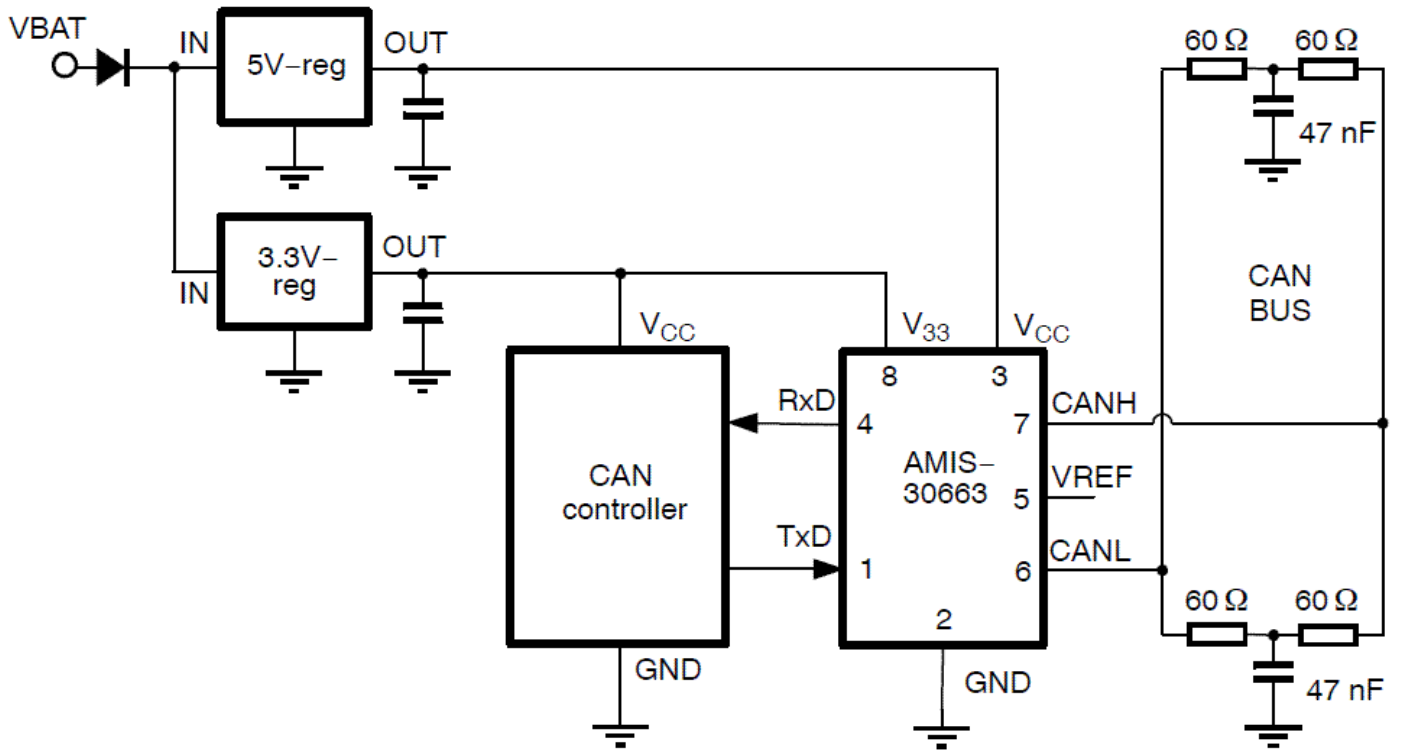 VBAT
IN
5V–reg
OUT
60 Ω
60 Ω
47 nF
3.3V–
reg
OUT
IN
CAN
BUS
VCC
V33
VCC
8
3
RxD
4
7
CANH
CAN
controller
AMIS–
30663
5
VREF
TxD
1
6
CANL
2
GND
GND
60 Ω
60 Ω
47 nF